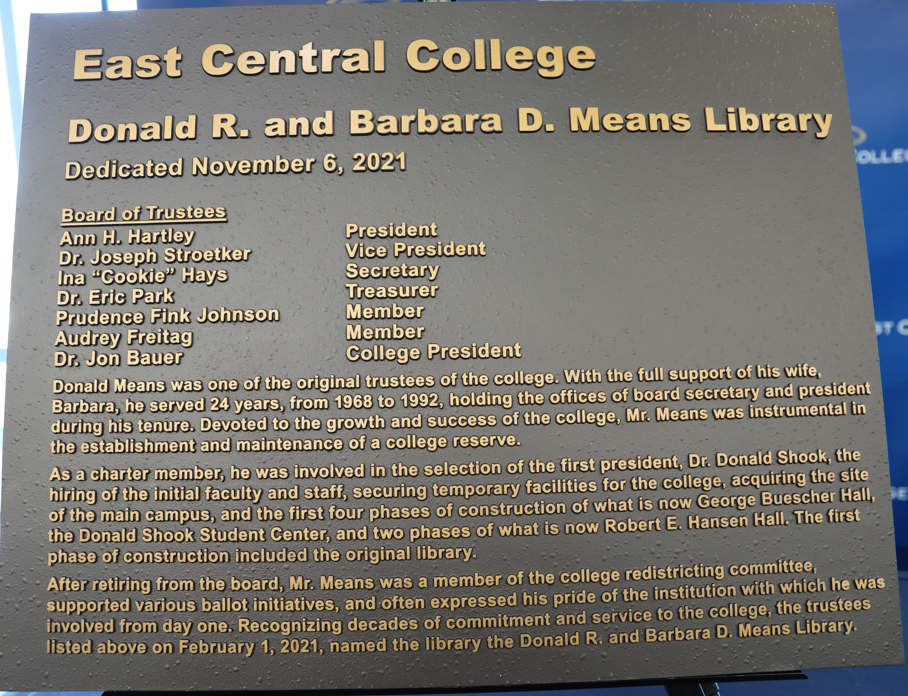 East Central College
Donald R. and Barbara D. Means Library
Dedicated November 6, 2021
Board of Trustees
Ann H. Hartley President
Dr. Joseph Stroetker Vice President
Ina “Cookie” Hays Secretary
Dr. Eric Park Treasurer
Prudence Fink Johnson Member
Audrey Freitag Member
Dr. Jon Bauer College President
Donald Means was one of the original trustees of the college. With the full support of his wife,
Barbara, he served 24 years, from 1968 to 1992, holding the offices of board secretary and president
during his tenure. Devoted to the growth and success of the college, Mr. Means was instrumental in
the establishment and maintenance of a college reserve.
As a charter member, he was involved in the selection of the first president, Dr. Donald Shook, the
hiring of the initial faculty and staff, securing temporary facilities for the college, acquiring the site
of the main campus, and the first four phases of construction of what is now George Buescher Hall,
the Donald Shook Student Center, and two phases of what is now Robert E. Hansen Hall. The first
phase of construction included the original library.
After retiring from the board, Mr. Means was a member of the college redistricting committee,
supported various ballot initiatives, and often expressed his pride of the institution with which he was
involved from day one. Recognizing decades of commitment and service to the college, the trustees
listed above on February 1, 2021, named the library the Donald R. and Barbara D. Means Library.